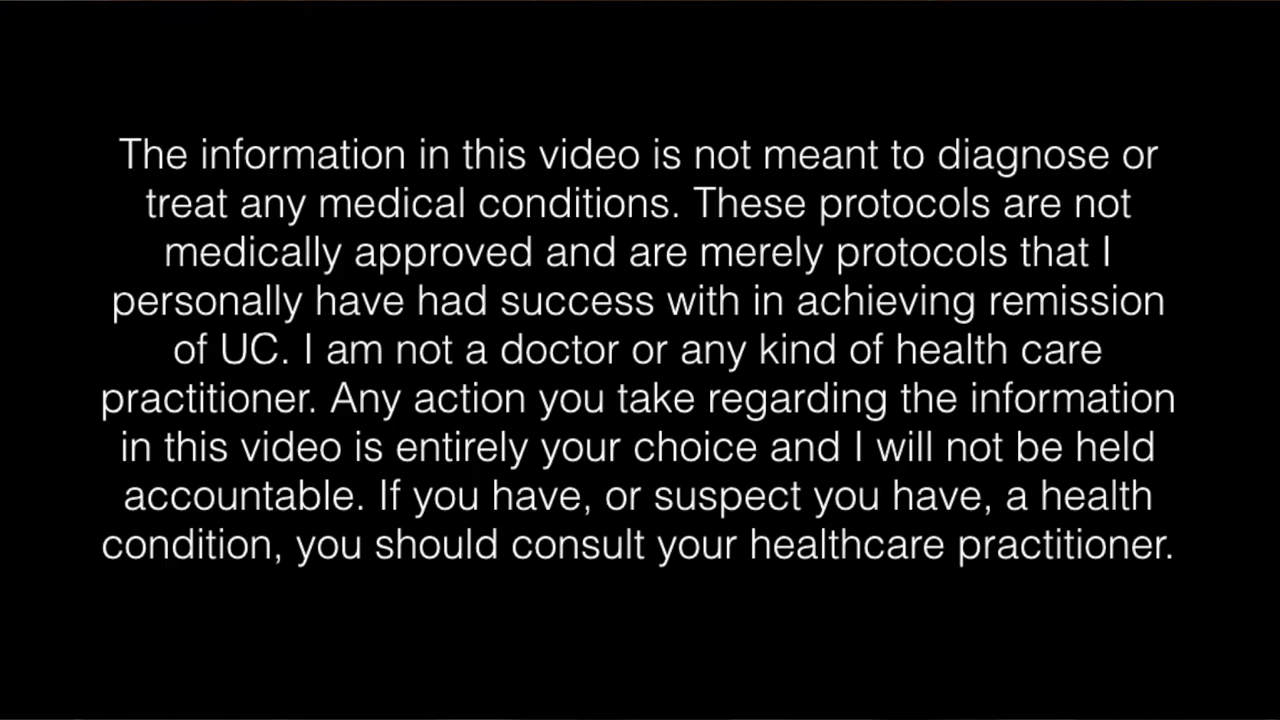 The information in this video is not meant to diagnose or
treat any medical conditions. These protocols are not
medically approved and are merely protocols that I
personally have had success with in achieving remission
of UC. I am not a doctor or any kind of health care
practitioner. Any action you take regarding the information
in this video is entirely your choice and I will not be held
accountable. If you have, or suspect you have, a health
condition, you should consult your healthcare practitioner.